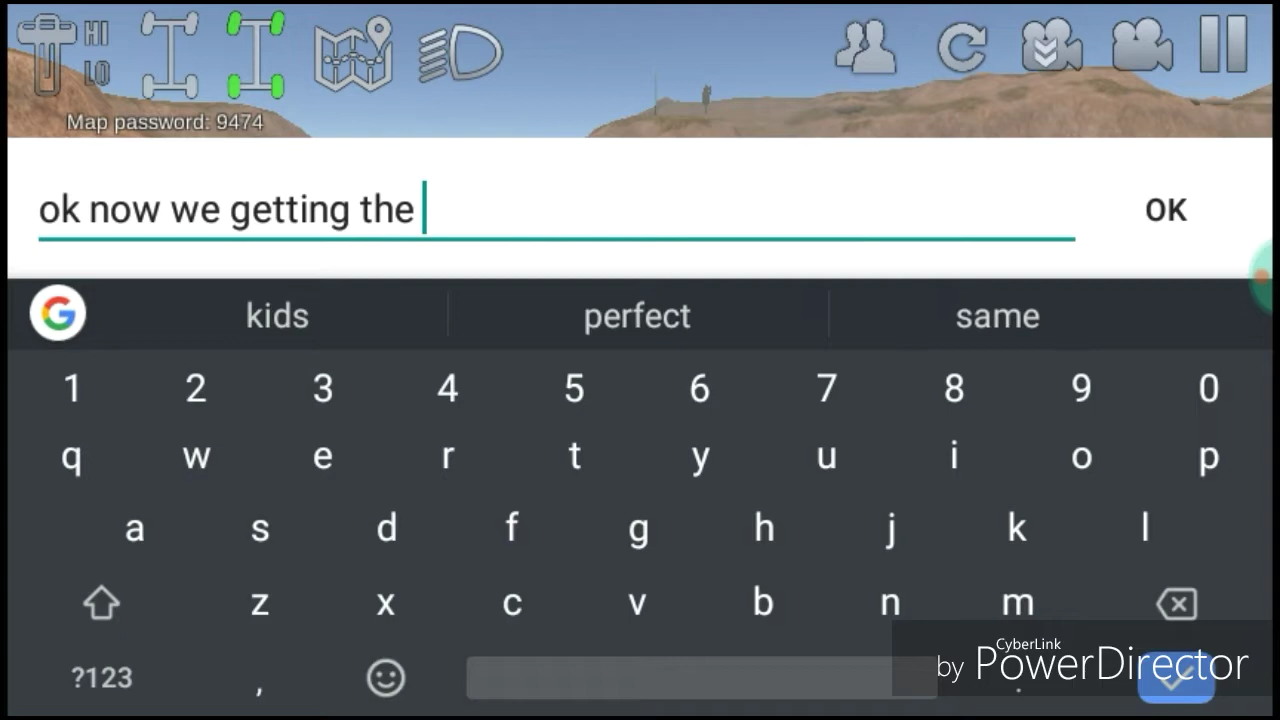 HI
LO
Map password: 9474
ok now we getting the
OK
G
kids perfect same
1 2 3 4 5 6 7 8 9 0
q w e r t y u i o p
a s d f g h j k l
z x c v b n m
?123 , .
CyberLink
by PowerDirector